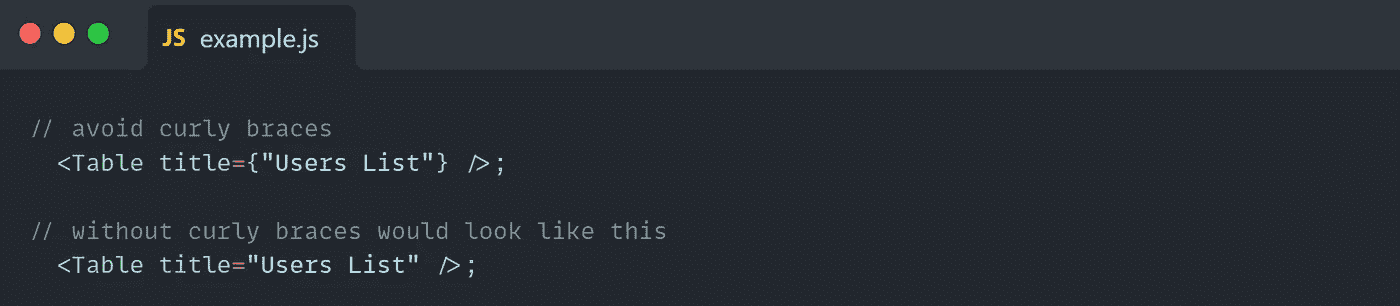 JS example.js
// avoid curly braces
<Table title={"Users List"} />;
// without curly braces would look like this
<Table title="Users List" />;